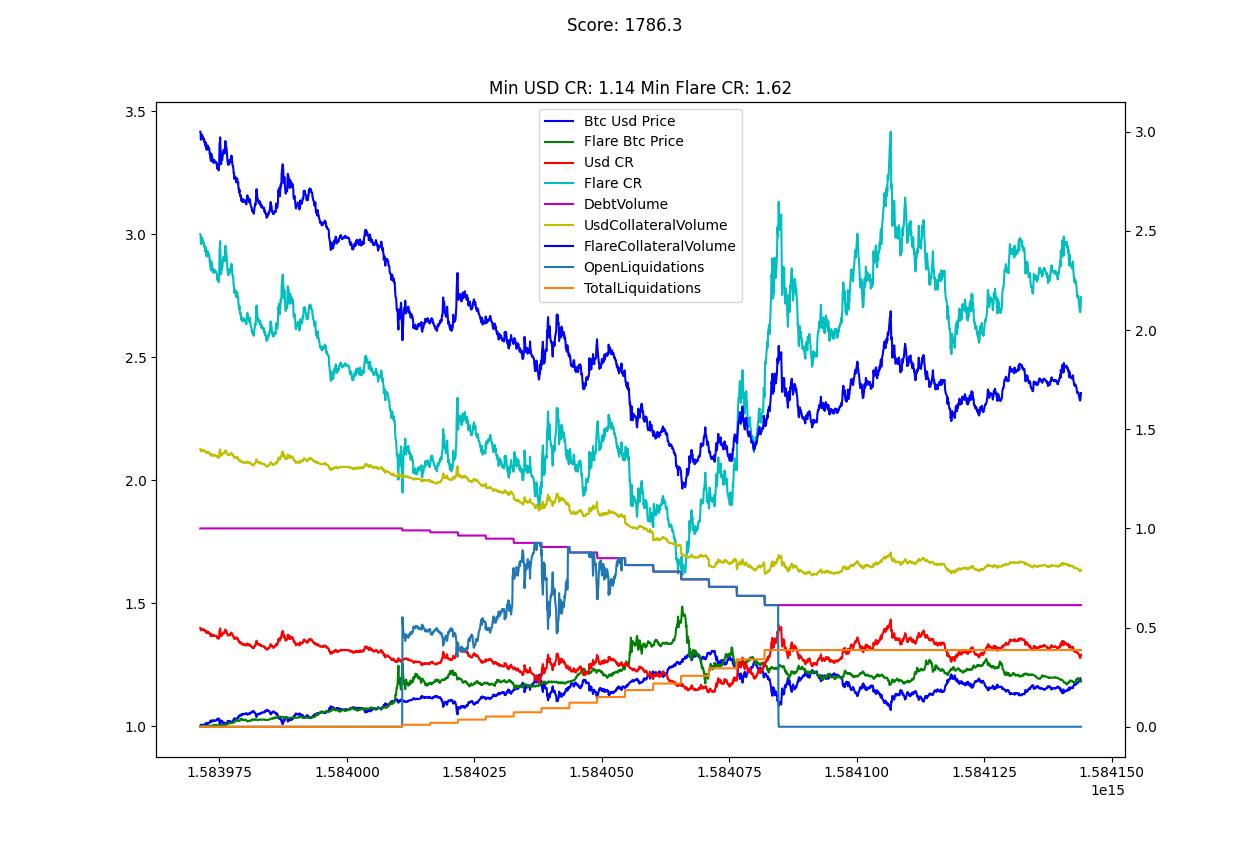 Score: 1786.3
Min USD CR: 1.14 Min Flare CR: 1.62
Btc Usd Price
Flare Btc Price
Usd CR
Flare CR
DebtVolume
UsdCollateralVolume
FlareCollateralVolume
OpenLiquidations
TotalLiquidations
3.5
3.0
2.5
2.0
1.5
1.0
3.0
2.5
2.0
1.5
1.0
0.5
0.0
1.583975 1.584000 1.584025 1.584050 1.584075 1.584100 1.584125 1.584150
1e15